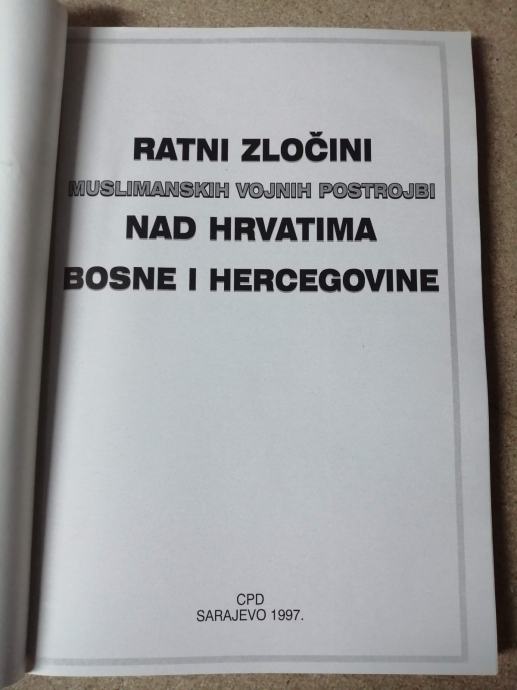 RATNI ZLOČINI
MUSLIMANSKIH VOJNIH POSTROJBI
NAD HRVATIMA
BOSNE I HERCEGOVINE
CPD
SARAJEVO 1997.